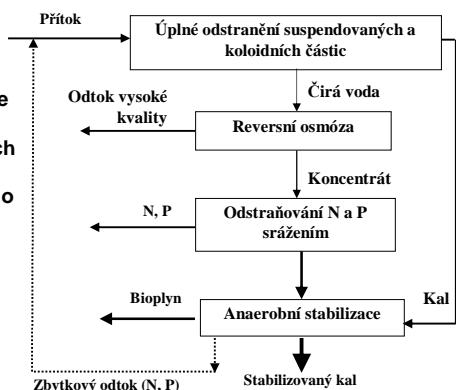 Přítok
Úplné odstranění suspendovaných a
koloidních částic
e
ch
o
Čirá voda
Odtok vysoké
kvality
Reversní osmóza
Koncentrát
N, P
Odstraňování N a P
srážením
Bioplyn
Anaerobní stabilizace
Kal
Zbytkový odtok (N, P)
Stabilizovaný kal